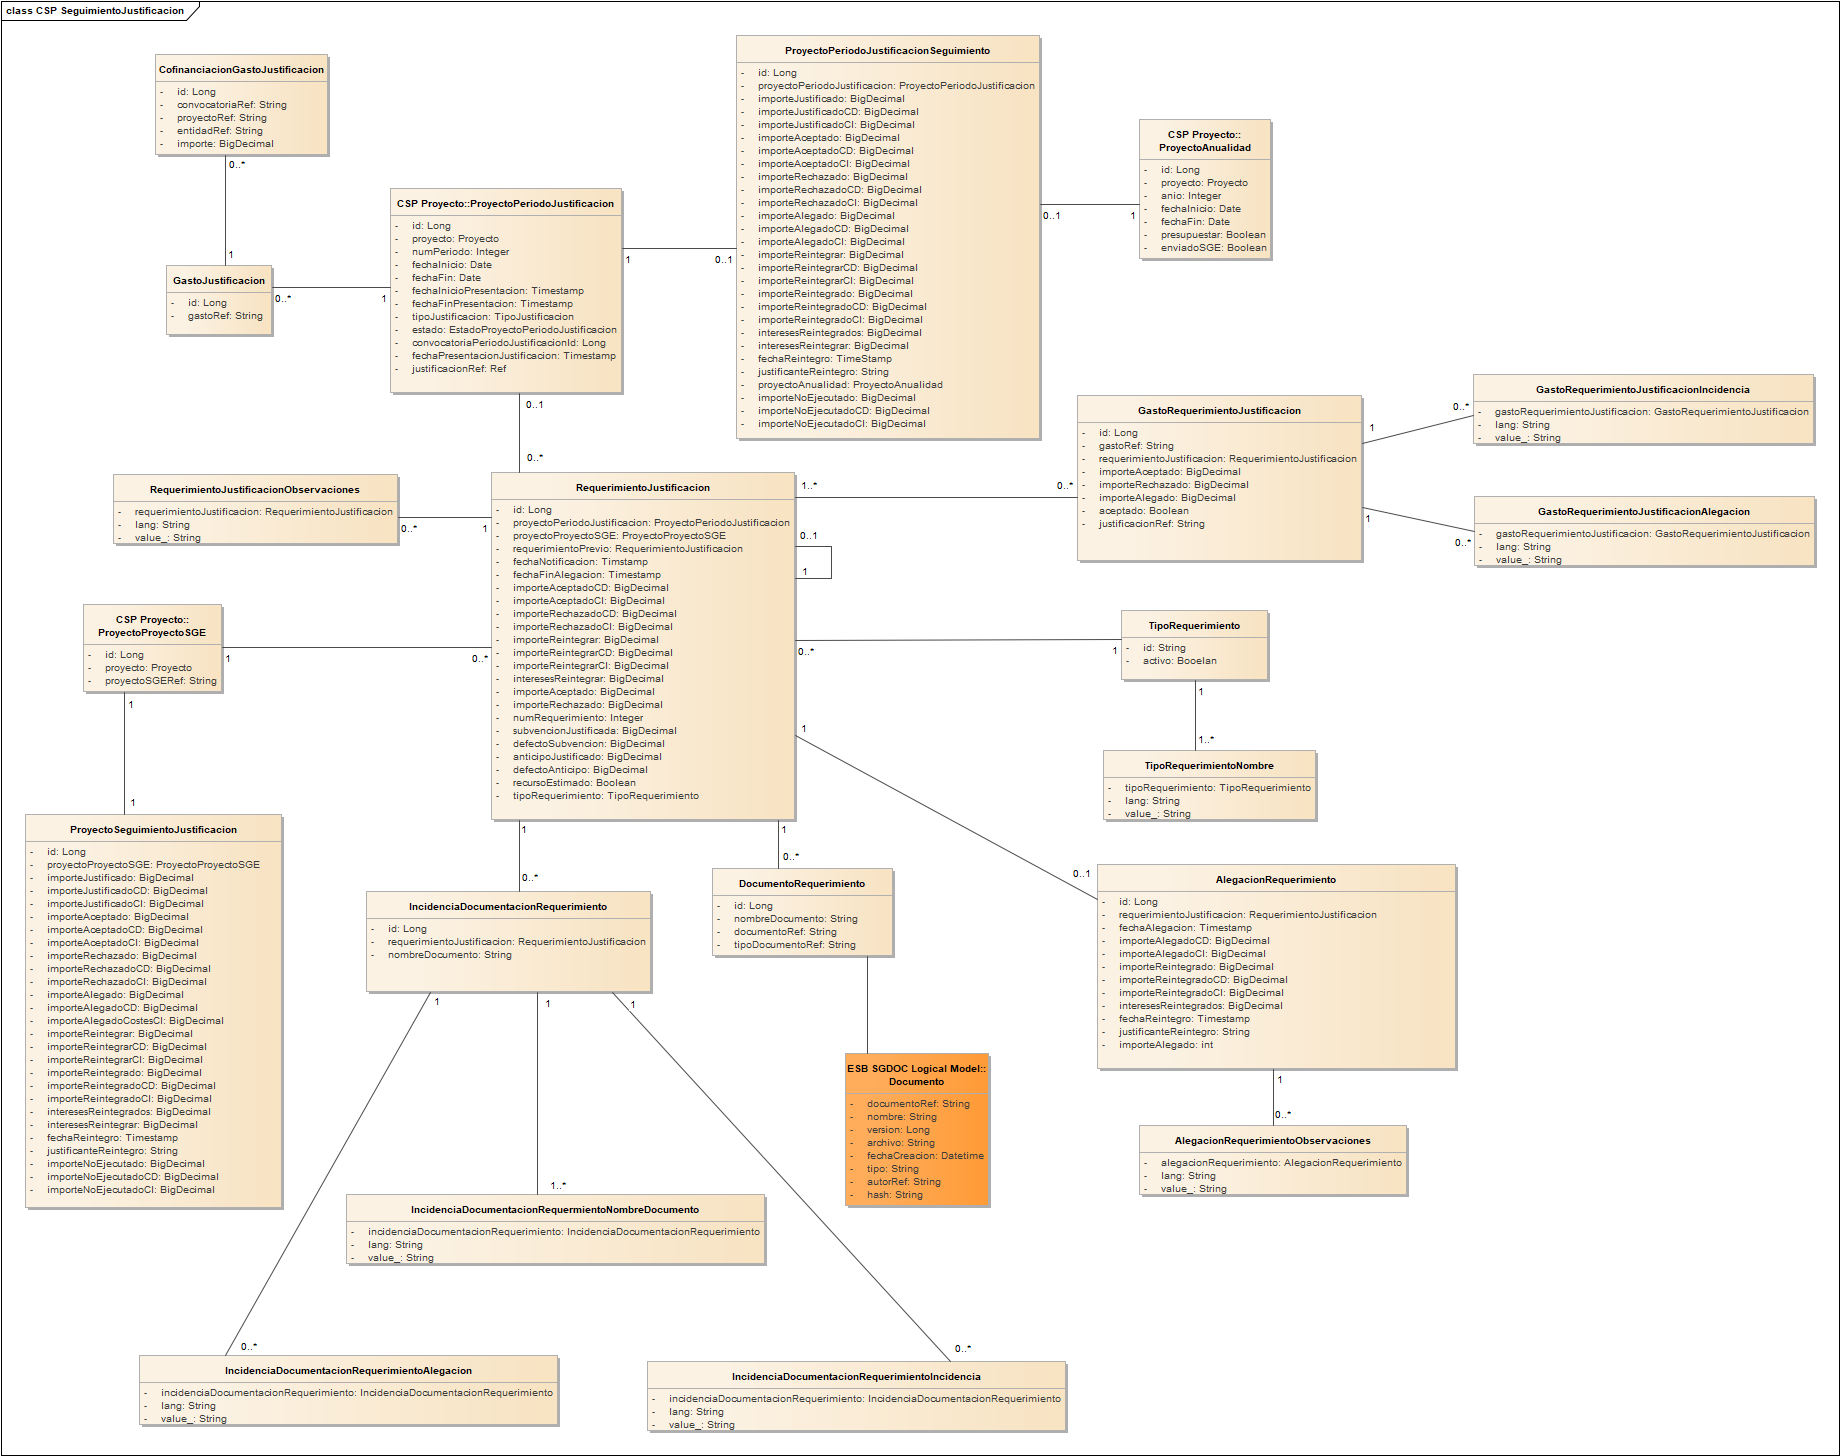 class CSP SeguimientoJustificacion
CofinanciacionGastoJustificacion
- id: Long
- convocatoriaRef: String
- proyectoRef: String
- entidadRef: String
- importe: BigDecimal
0..*
1
GastoJustificacion
- id: Long
- gastoRef: String
0..*
1
CSP Proyecto::ProyectoPeriodoJustificacion
- id: Long
- proyecto: Proyecto
- numPeriodo: Integer
- fechaInicio: Date
- fechaFin: Date
- fechaInicioPresentacion: Timestamp
- fechaFinPresentacion: Timestamp
- tipoJustificacion: TipoJustificacion
- estado: EstadoProyectoPeriodoJustificacion
- convocatoriaPeriodoJustificacionId: Long
- fechaPresentacionJustificacion: Timestamp
- justificacionRef: Ref
1
0..1
ProyectoPeriodoJustificacionSeguimiento
- id: Long
- proyectoPeriodoJustificacion: ProyectoPeriodoJustificacion
- importeJustificado: BigDecimal
- importeJustificadoCD: BigDecimal
- importeJustificadoCI: BigDecimal
- importeAceptado: BigDecimal
- importeAceptadoCD: BigDecimal
- importeAceptadoCI: BigDecimal
- importeRechazado: BigDecimal
- importeRechazadoCD: BigDecimal
- importeRechazadoCI: BigDecimal
- importeAlegado: BigDecimal
- importeAlegadoCD: BigDecimal
- importeAlegadoCI: BigDecimal
- importeReintegrar: BigDecimal
- importeReintegrarCD: BigDecimal
- importeReintegrarCI: BigDecimal
- importeReintegrado: BigDecimal
- importeReintegradoCD: BigDecimal
- importeReintegradoCI: BigDecimal
- interesesReintegrados: BigDecimal
- interesesReintegrar: BigDecimal
- fechaReintegro: TimeStamp
- justificanteReintegro: String
- proyectoAnualidad: ProyectoAnualidad
- importeNoEjecutado: BigDecimal
- importeNoEjecutadoCD: BigDecimal
- importeNoEjecutadoCI: BigDecimal
0..1
1
CSP Proyecto::
ProyectoAnualidad
- id: Long
- proyecto: Proyecto
- anio: Integer
- fechaInicio: Date
- fechaFin: Date
- presupuestar: Boolean
- enviadoSGE: Boolean
0..1
0..*
GastoRequerimientoJustificacion
- id: Long
- gastoRef: String
- requerimientoJustificacion: RequerimientoJustificacion
- importeAceptado: BigDecimal
- importeRechazado: BigDecimal
- importeAlegado: BigDecimal
- aceptado: Boolean
- justificacionRef: String
1
0..*
GastoRequerimientoJustificacionIncidencia
- gastoRequerimientoJustificacion: GastoRequerimientoJustificacion
- lang: String
- value_: String
1
0..*
GastoRequerimientoJustificacionAlegacion
- gastoRequerimientoJustificacion: GastoRequerimientoJustificacion
- lang: String
- value_: String
RequerimientoJustificacionObservaciones
- requerimientoJustificacion: RequerimientoJustificacion
- lang: String
- value_: String
0..*
1
RequerimientoJustificacion
- id: Long
- proyectoPeriodoJustificacion: ProyectoPeriodoJustificacion
- proyectoProyectoSGE: ProyectoProyectoSGE
- requerimientoPrevio: RequerimientoJustificacion
- fechaNotificacion: Timstamp
- fechaFinAlegacion: Timestamp
- importeAceptadoCD: BigDecimal
- importeAceptadoCI: BigDecimal
- importeRechazadoCD: BigDecimal
- importeRechazadoCI: BigDecimal
- importeReintegrar: BigDecimal
- importeReintegrarCD: BigDecimal
- importeReintegrarCI: BigDecimal
- interesesReintegrar: BigDecimal
- importeAceptado: BigDecimal
- importeRechazado: BigDecimal
- numRequerimiento: Integer
- subvencionJustificada: BigDecimal
- defectoSubvencion: BigDecimal
- anticipoJustificado: BigDecimal
- defectoAnticipo: BigDecimal
- recursoEstimado: Boolean
- tipoRequerimiento: TipoRequerimiento
1..*
0..*
0..1
1
0..*
1
TipoRequerimiento
- id: String
- activo: Booelan
1
1..*
TipoRequerimientoNombre
- tipoRequerimiento: TipoRequerimiento
- lang: String
- value_: String
CSP Proyecto::
ProyectoProyectoSGE
- id: Long
- proyecto: Proyecto
- proyectoSGERef: String
1
0..*
1
1
ProyectoSeguimientoJustificacion
- id: Long
- proyectoProyectoSGE: ProyectoProyectoSGE
- importeJustificado: BigDecimal
- importeJustificadoCD: BigDecimal
- importeJustificadoCI: BigDecimal
- importeAceptado: BigDecimal
- importeAceptadoCD: BigDecimal
- importeAceptadoCI: BigDecimal
- importeRechazado: BigDecimal
- importeRechazadoCD: BigDecimal
- importeRechazadoCI: BigDecimal
- importeAlegado: BigDecimal
- importeAlegadoCD: BigDecimal
- importeAlegadoCostesCI: BigDecimal
- importeReintegrar: BigDecimal
- importeReintegrarCD: BigDecimal
- importeReintegrarCI: BigDecimal
- importeReintegrado: BigDecimal
- importeReintegradoCD: BigDecimal
- importeReintegradoCI: BigDecimal
- interesesReintegrados: BigDecimal
- interesesReintegrar: BigDecimal
- fechaReintegro: Timestamp
- justificanteReintegro: String
- importeNoEjecutado: BigDecimal
- importeNoEjecutadoCD: BigDecimal
- importeNoEjecutadoCI: BigDecimal
1
0..*
IncidenciaDocumentacionRequerimiento
- id: Long
- requerimientoJustificacion: RequerimientoJustificacion
- nombreDocumento: String
1
0..*
DocumentoRequerimiento
- id: Long
- nombreDocumento: String
- documentoRef: String
- tipoDocumentoRef: String
1
0..1
AlegacionRequerimiento
- id: Long
- requerimientoJustificacion: RequerimientoJustificacion
- fechaAlegacion: Timestamp
- importeAlegadoCD: BigDecimal
- importeAlegadoCI: BigDecimal
- importeReintegrado: BigDecimal
- importeReintegradoCD: BigDecimal
- importeReintegradoCI: BigDecimal
- interesesReintegrados: BigDecimal
- fechaReintegro: Timestamp
- justificanteReintegro: String
- importeAlegado: int
1
0..*
AlegacionRequerimientoObservaciones
- alegacionRequerimiento: AlegacionRequerimiento
- lang: String
- value_: String
ESB SGDOC Logical Model::
Documento
- documentoRef: String
- nombre: String
- version: Long
- archivo: String
- fechaCreacion: Datetime
- tipo: String
- autorRef: String
- hash: String
1
1
1
1..*
IncidenciaDocumentacionRequermientoNombreDocumento
- incidenciaDocumentacionRequerimiento: IncidenciaDocumentacionRequerimiento
- lang: String
- value_: String
0..*
IncidenciaDocumentacionRequerimientoAlegacion
- incidenciaDocumentacionRequerimiento: IncidenciaDocumentacionRequerimiento
- lang: String
- value_: String
0..*
IncidenciaDocumentacionRequerimientoIncidencia
- incidenciaDocumentacionRequerimiento: IncidenciaDocumentacionRequerimiento
- lang: String
- value_: String